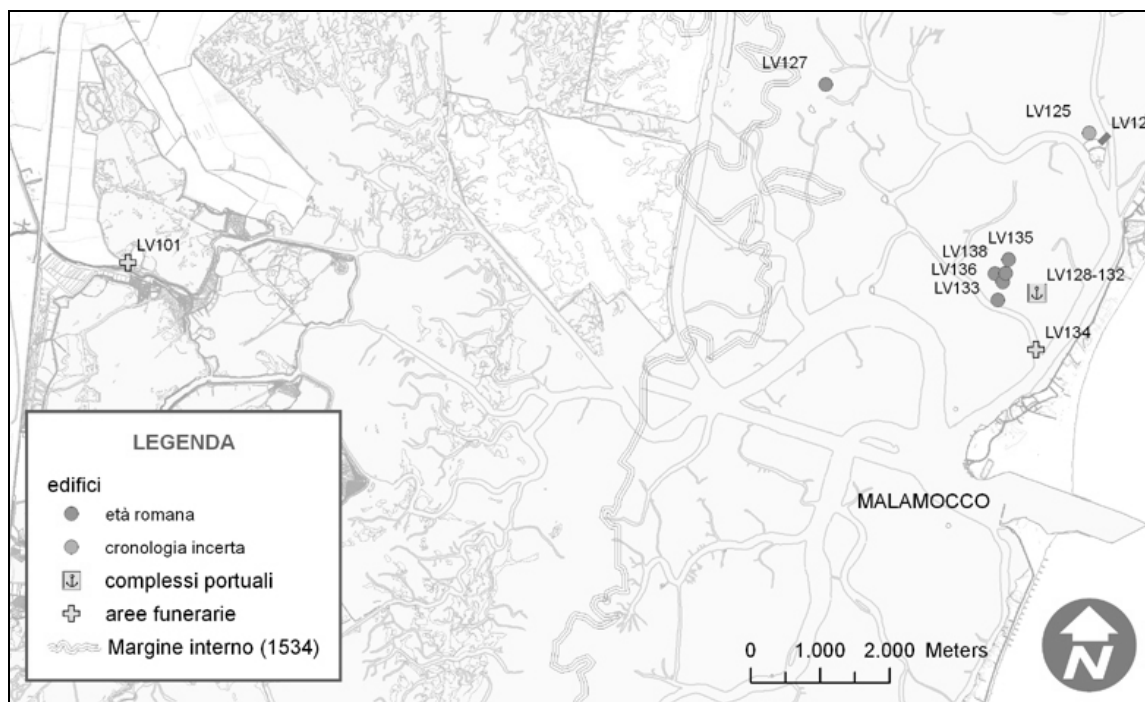 LV127
LV125
LV12
LV101
LV135
LV138
LV136
LV128-132
LV133
LV134
LEGENDA
edifici
età romana
cronologia incerta
complessi portuali
aree funerarie
Margine interno (1534)
MALAMOCCO
0 1.000 2.000 Meters
N